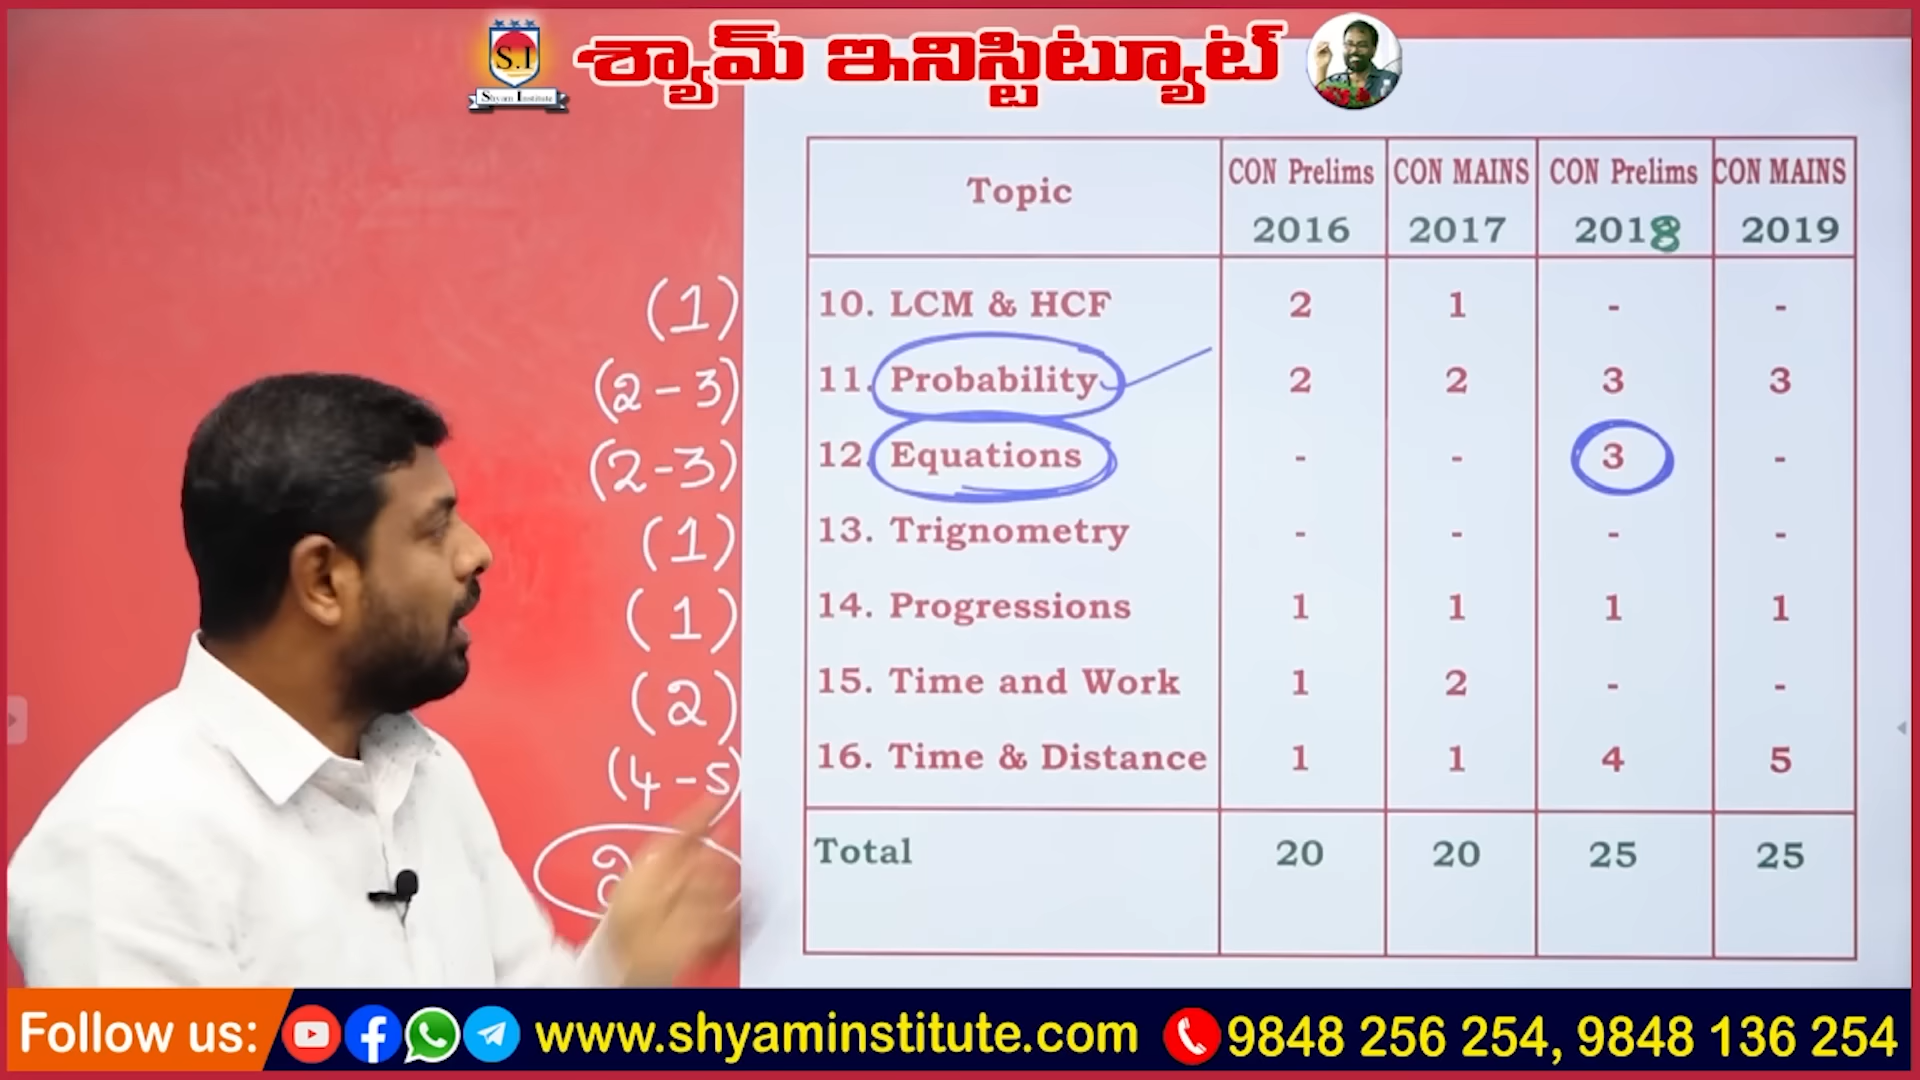 S.I
Shyam Institute
శ్యామ్ ఇనిస్టిట్యూట్
Topic CON Prelims 2016 CON MAINS 2017 CON Prelims 2018 CON MAINS 2019
(1) 10. LCM & HCF 2 1 - -
(2-3) 11. Probability 2 2 3 3
(2-3) 12. Equations - - 3 -
(1) 13. Trignometry - - - -
(1) 14. Progressions 1 1 1 1
(2) 15. Time and Work 1 2 - -
(4-5) 16. Time & Distance 1 1 4 5
Total 20 20 25 25
Follow us: www.shyaminstitute.com 9848 256 254, 9848 136 254